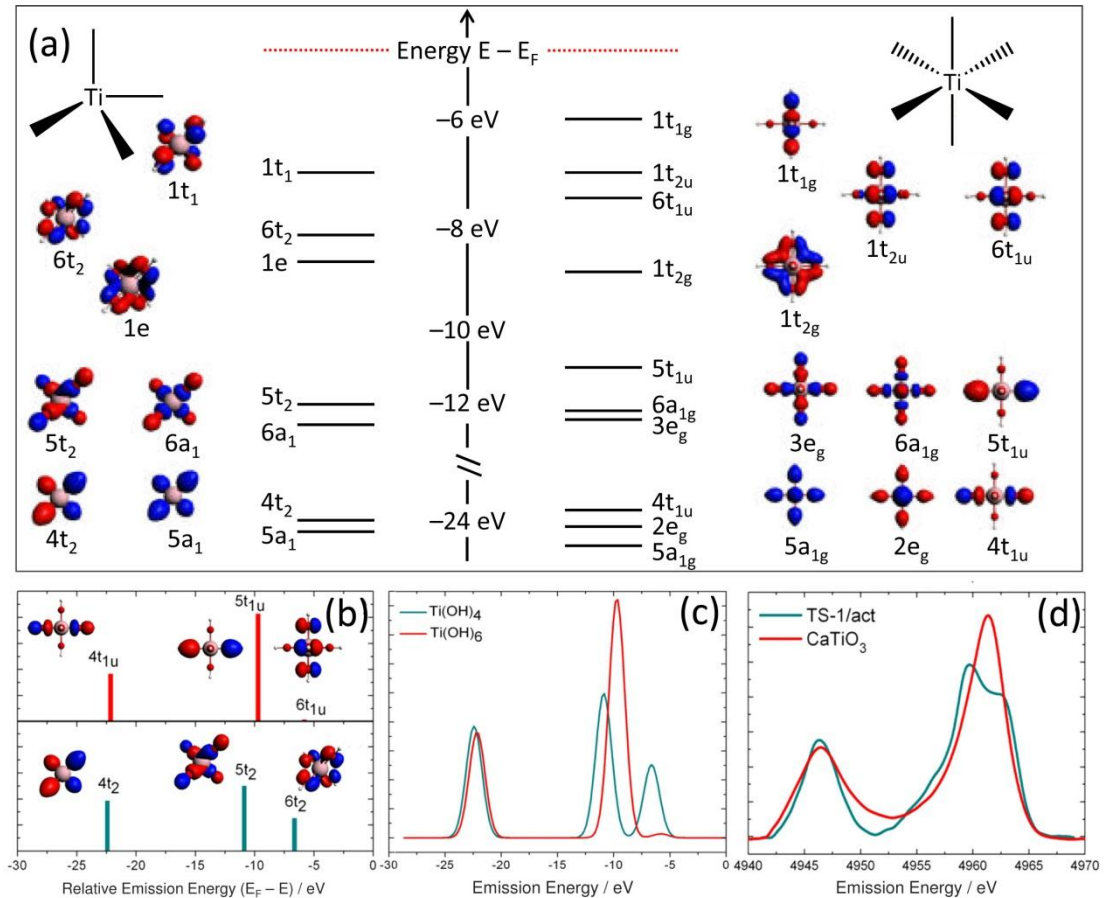 (a)
Energy E – E_F
Ti
Ti
–6 eV
–8 eV
–10 eV
–12 eV
–24 eV
1t₁
6t₂
1e
5t₂
6a₁
4t₂
5a₁
1t₁
6t₂
1e
5t₂
6a₁
4t₂
5a₁
1t₁g
1t₂u
6t₁u
1t₂g
5t₁u
6a₁g
3e_g
4t₁u
2e_g
5a₁g
1t₁g
1t₂u
6t₁u
1t₂g
3e_g
6a₁g
5t₁u
5a₁g
2e_g
4t₁u
(b)
4t₁u
5t₁u
6t₁u
4t₂
5t₂
6t₂
-30 -25 -20 -15 -10 -5 0
Relative Emission Energy (E_F – E) / eV
(c)
Ti(OH)₄
Ti(OH)₆
-30 -25 -20 -15 -10 -5 0
Emission Energy / eV
(d)
TS-1/act
CaTiO₃
4940 4945 4950 4955 4960 4965 4970
Emission Energy / eV